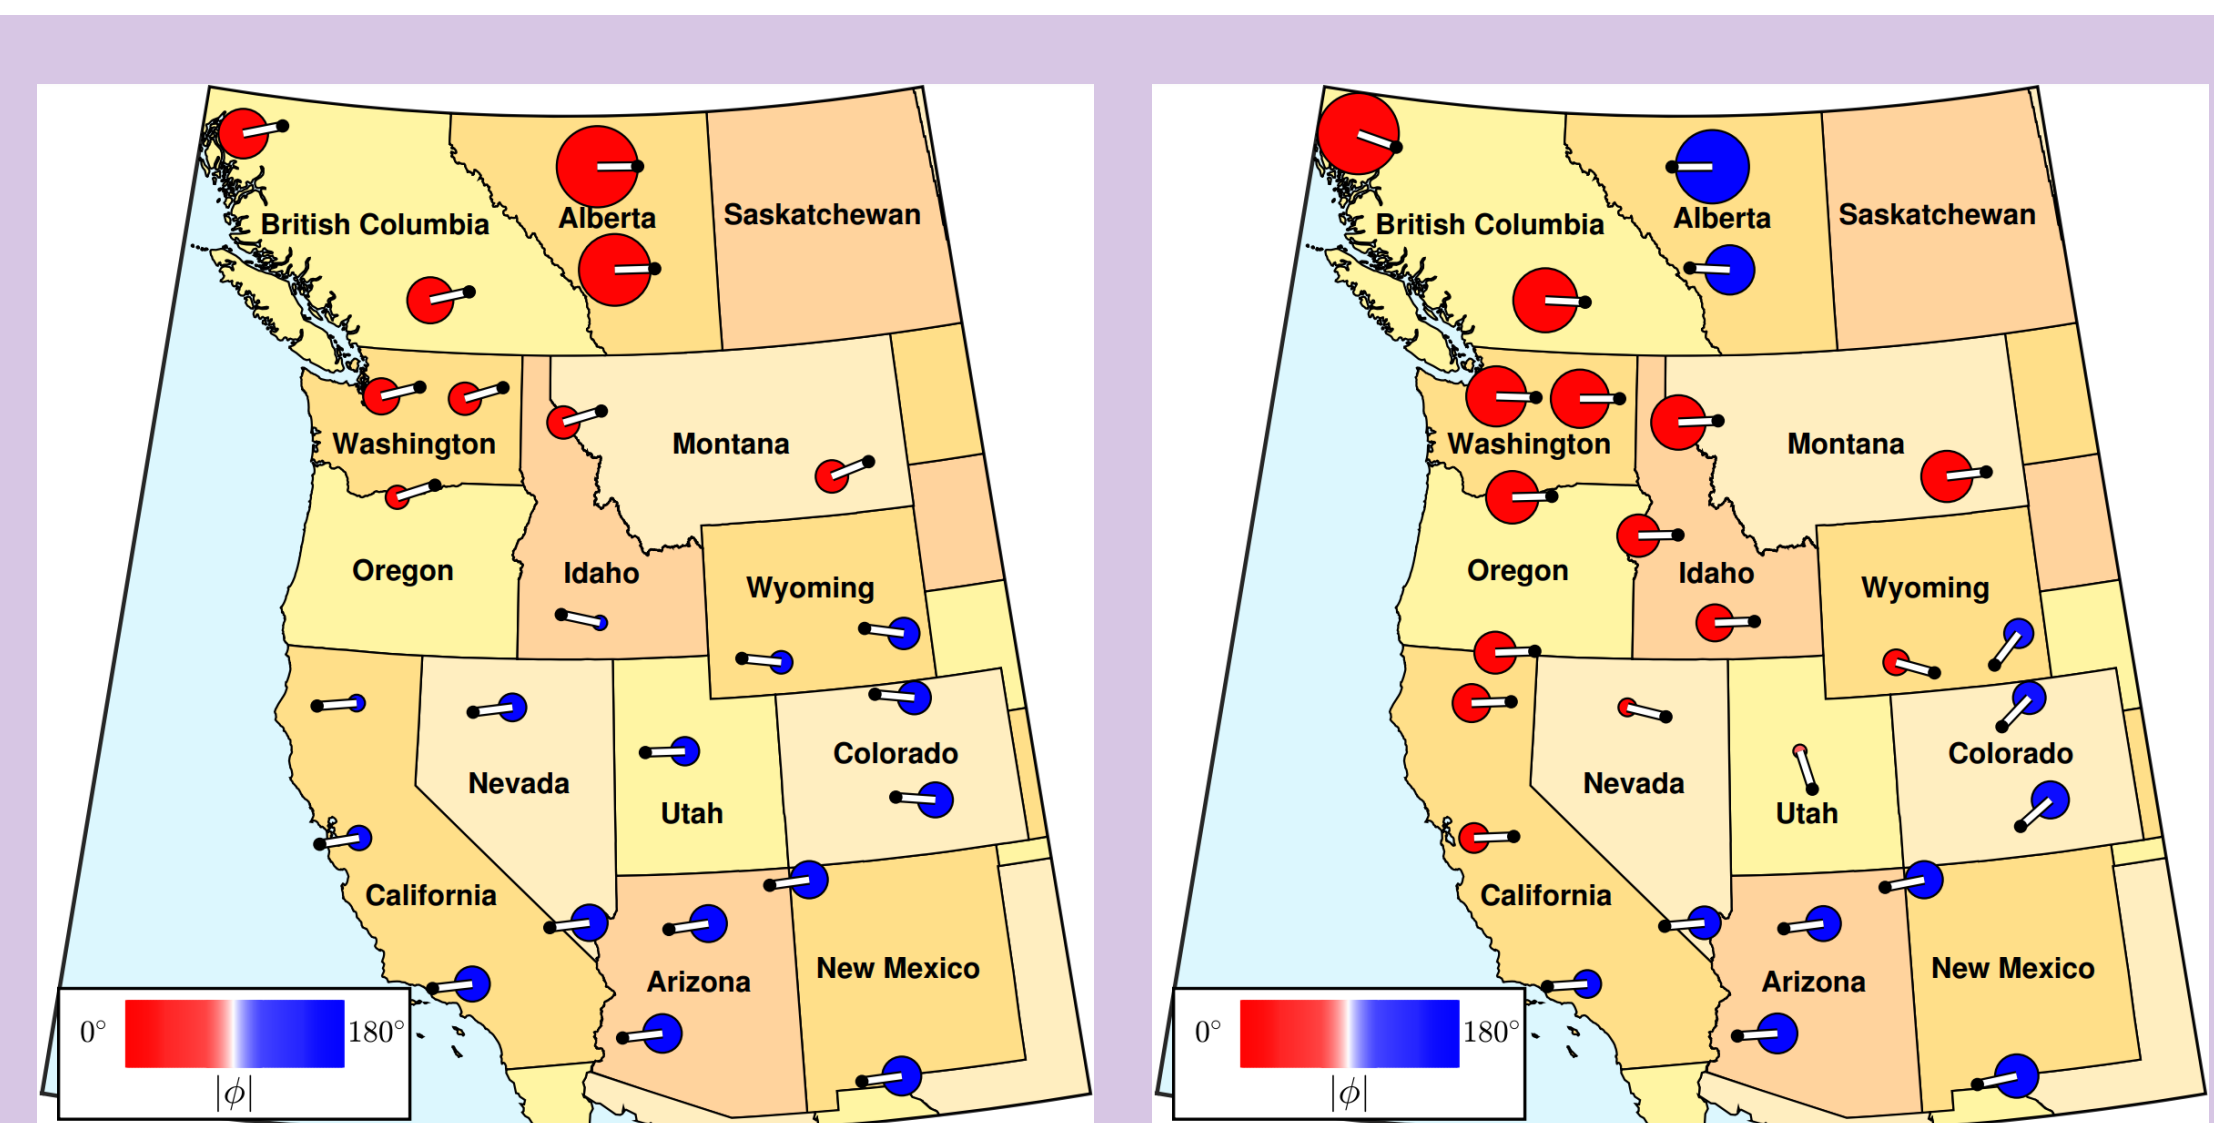 British Columbia
Alberta
Saskatchewan
Washington
Montana
Oregon
Idaho
Wyoming
Nevada
Utah
Colorado
California
Arizona
New Mexico
0°
180°
|ϕ|
British Columbia
Alberta
Saskatchewan
Washington
Montana
Oregon
Idaho
Wyoming
Nevada
Utah
Colorado
California
Arizona
New Mexico
0°
180°
|ϕ|